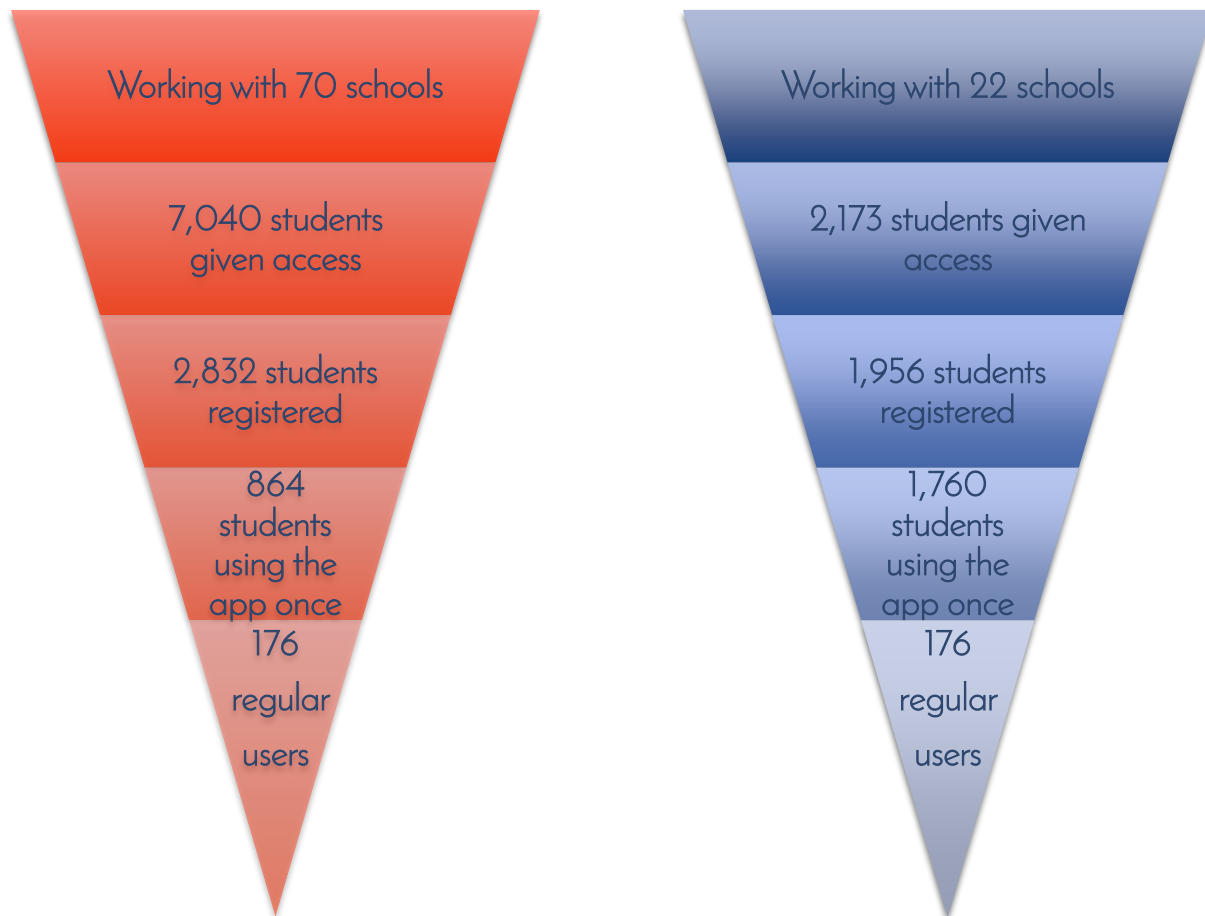 Working with 70 schools
7,040 students
given access
2,832 students
registered
864
students
using the
app once
176
regular
users
Working with 22 schools
2,173 students given
access
1,956 students
registered
1,760
students
using the
app once
176
regular
users